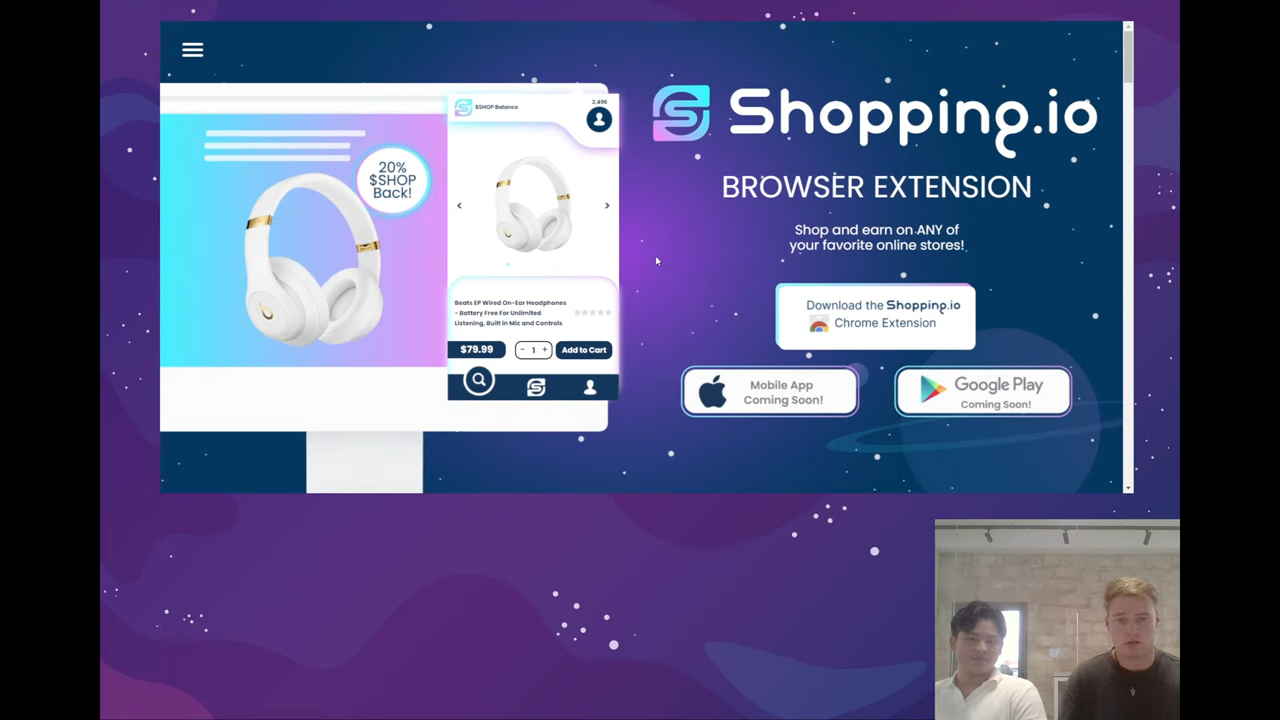 20%
$SHOP
Back!
$SHOP Balance
2,496
Beats EP Wired On-Ear Headphones
- Battery Free For Unlimited
Listening, Built in Mic and Controls
$79.99
- 1 +
Add to Cart
Shopping.io
BROWSER EXTENSION
Shop and earn on ANY of
your favorite online stores!
Download the Shopping.io
Chrome Extension
Mobile App
Coming Soon!
Google Play
Coming Soon!